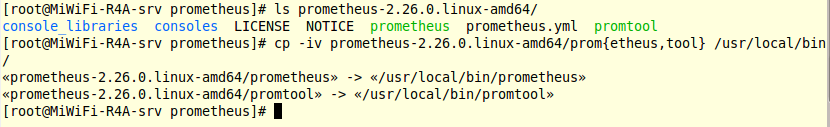 [root@MiWiFi-R4A-srv prometheus]# ls prometheus-2.26.0.linux-amd64/
console_libraries  consoles  LICENSE  NOTICE  prometheus  prometheus.yml  promtool
[root@MiWiFi-R4A-srv prometheus]# cp -iv prometheus-2.26.0.linux-amd64/prom{etheus,tool} /usr/local/bin
/
«prometheus-2.26.0.linux-amd64/prometheus» -> «/usr/local/bin/prometheus»
«prometheus-2.26.0.linux-amd64/promtool» -> «/usr/local/bin/promtool»
[root@MiWiFi-R4A-srv prometheus]#